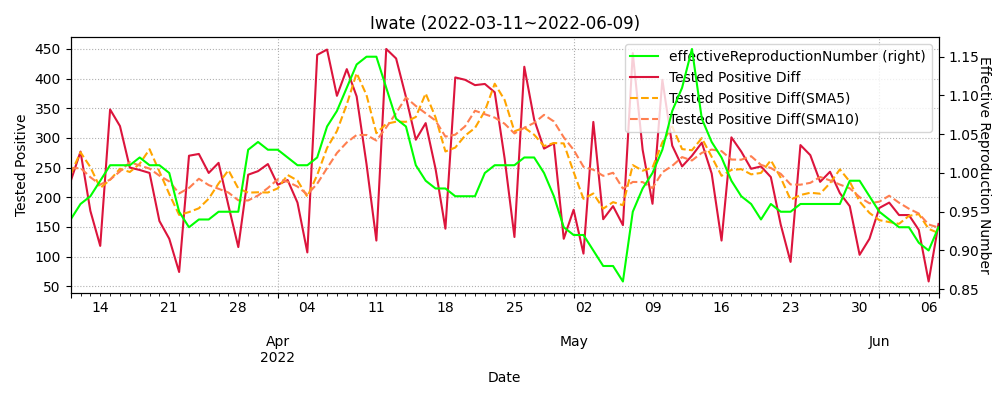 Iwate (2022-03-11~2022-06-09)
effectiveReproductionNumber (right)
Tested Positive Diff
Tested Positive Diff(SMA5)
Tested Positive Diff(SMA10)
Tested Positive
450
400
350
300
250
200
150
100
50
1.15
1.10
1.05
1.00
0.95
0.90
0.85
Effective Reproduction Number
14 21 28 04 11 18 25 02 09 16 23 30 06
Apr May Jun
2022
Date